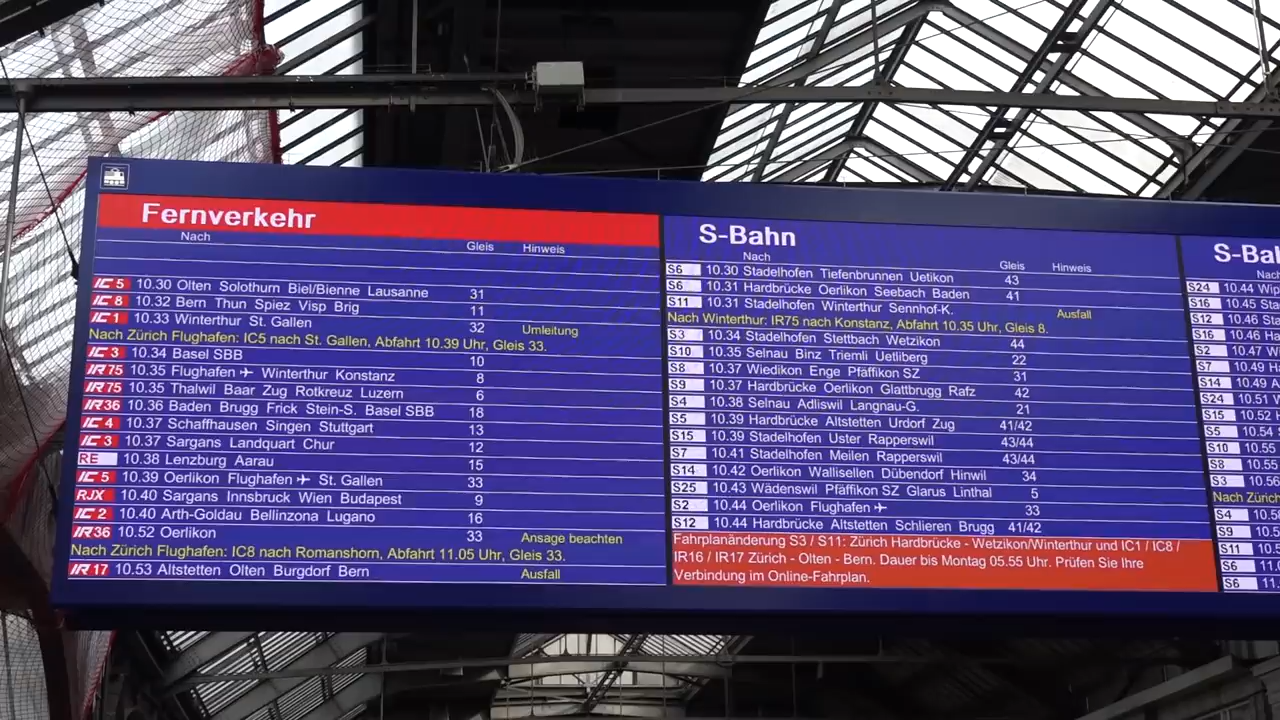 Fernverkehr
Nach Gleis Hinweis
IC 5 10.30 Olten Solothurn Biel/Bienne Lausanne 31
IC 8 10.32 Bern Thun Spiez Visp Brig 11
IC 1 10.33 Winterthur St. Gallen 32 Umleitung
Nach Zürich Flughafen: IC5 nach St. Gallen, Abfahrt 10.39 Uhr, Gleis 33.
IC 3 10.34 Basel SBB 10
IR 75 10.35 Flughafen ✈ Winterthur Konstanz 8
IR 75 10.35 Thalwil Baar Zug Rotkreuz Luzern 6
IR 36 10.36 Baden Brugg Frick Stein-S. Basel SBB 18
IC 4 10.37 Schaffhausen Singen Stuttgart 13
IC 3 10.37 Sargans Landquart Chur 12
RE 10.38 Lenzburg Aarau 15
IC 5 10.39 Oerlikon Flughafen ✈ St. Gallen 33
RJX 10.40 Sargans Innsbruck Wien Budapest 9
IC 2 10.40 Arth-Goldau Bellinzona Lugano 16
IR 36 10.52 Oerlikon 33 Ansage beachten
Nach Zürich Flughafen: IC8 nach Romanshorn, Abfahrt 11.05 Uhr, Gleis 33.
IR 17 10.53 Altstetten Olten Burgdorf Bern Ausfall
S-Bahn
Nach Gleis Hinweis
S6 10.30 Stadelhofen Tiefenbrunnen Uetikon 43
S6 10.31 Hardbrücke Oerlikon Seebach Baden 41
S11 10.31 Stadelhofen Winterthur Sennhof-K. Ausfall
Nach Winterthur: IR75 nach Konstanz, Abfahrt 10.35 Uhr, Gleis 8.
S3 10.34 Stadelhofen Stettbach Wetzikon 44
S10 10.35 Selnau Binz Triemli Uetliberg 22
S8 10.37 Wiedikon Enge Pfäffikon SZ 31
S9 10.37 Hardbrücke Oerlikon Glattbrugg Rafz 42
S4 10.38 Selnau Adliswil Langnau-G. 21
S5 10.39 Hardbrücke Altstetten Urdorf Zug 41/42
S15 10.39 Stadelhofen Uster Rapperswil 43/44
S7 10.41 Stadelhofen Meilen Rapperswil 43/44
S14 10.42 Oerlikon Wallisellen Dübendorf Hinwil 34
S25 10.43 Wädenswil Pfäffikon SZ Glarus Linthal 5
S2 10.44 Oerlikon Flughafen ✈ 33
S12 10.44 Hardbrücke Altstetten Schlieren Brugg 41/42
Fahrplanänderung S3 / S11: Zürich Hardbrücke - Wetzikon/Winterthur und IC1 / IC8 /
IR16 / IR17 Zürich - Olten - Bern. Dauer bis Montag 05.55 Uhr. Prüfen Sie Ihre
Verbindung im Online-Fahrplan.
S-Bah
Nach
S24 10.44 Wip
S16 10.45 Sta
S12 10.46 Sta
S16 10.46 Ha
S2 10.47 W
S7 10.49 Ha
S14 10.49 A
S24 10.51 W
S15 10.52 H
S5 10.54
S10 10.55
S8 10.55
S3 10.56
Nach Zürich
S4 10.5
S9 10.5
S11 10.5
S6 11.0
S6 11.